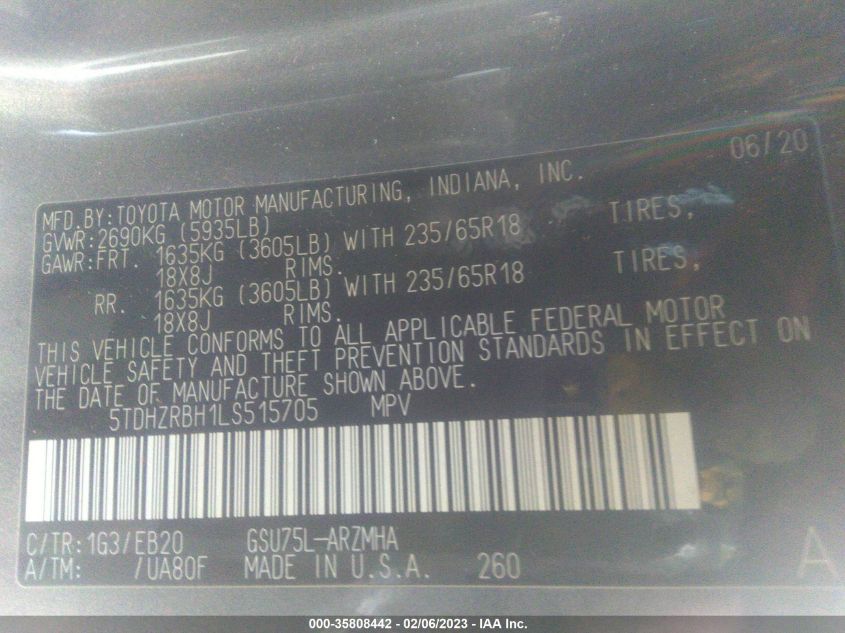 06/20
MFD.BY:TOYOTA MOTOR MANUFACTURING, INDIANA, INC.
GVWR:2690KG (5935LB)
GAWR:FRT. 1635KG (3605LB) WITH 235/65R18 TIRES,
18X8J RIMS.
RR. 1635KG (3605LB) WITH 235/65R18 TIRES,
18X8J RIMS.
THIS VEHICLE CONFORMS TO ALL APPLICABLE FEDERAL MOTOR
VEHICLE SAFETY AND THEFT PREVENTION STANDARDS IN EFFECT ON
THE DATE OF MANUFACTURE SHOWN ABOVE.
5TDHZRBH1LS515705 MPV
C/TR:1G3/EB20 GSU75L-ARZMHA
A/TM: /UA80F MADE IN U.S.A. 260 A
000-35808442 - 02/06/2023 - IAA Inc.